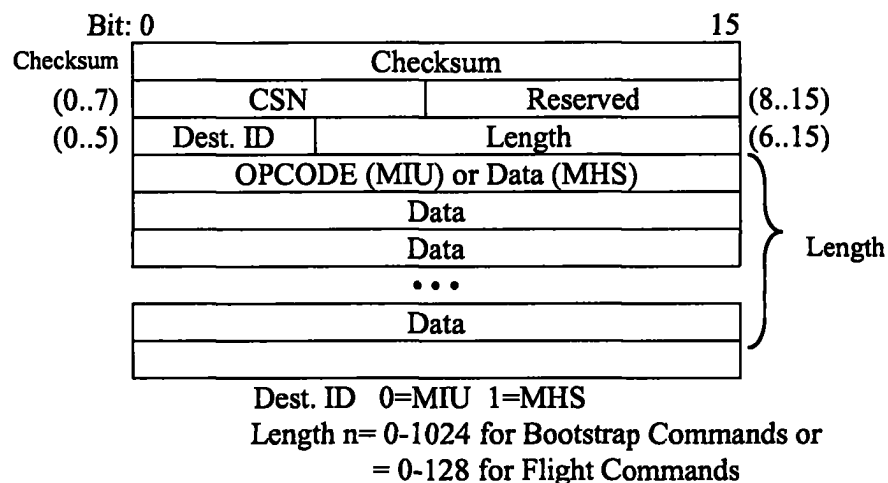 Bit: 0 15
Checksum Checksum
(0..7) CSN Reserved (8..15)
(0..5) Dest. ID Length (6..15)
OPCODE (MIU) or Data (MHS)
Data
Data
Length
•••
Data
Dest. ID 0=MIU 1=MHS
Length n= 0-1024 for Bootstrap Commands or
= 0-128 for Flight Commands